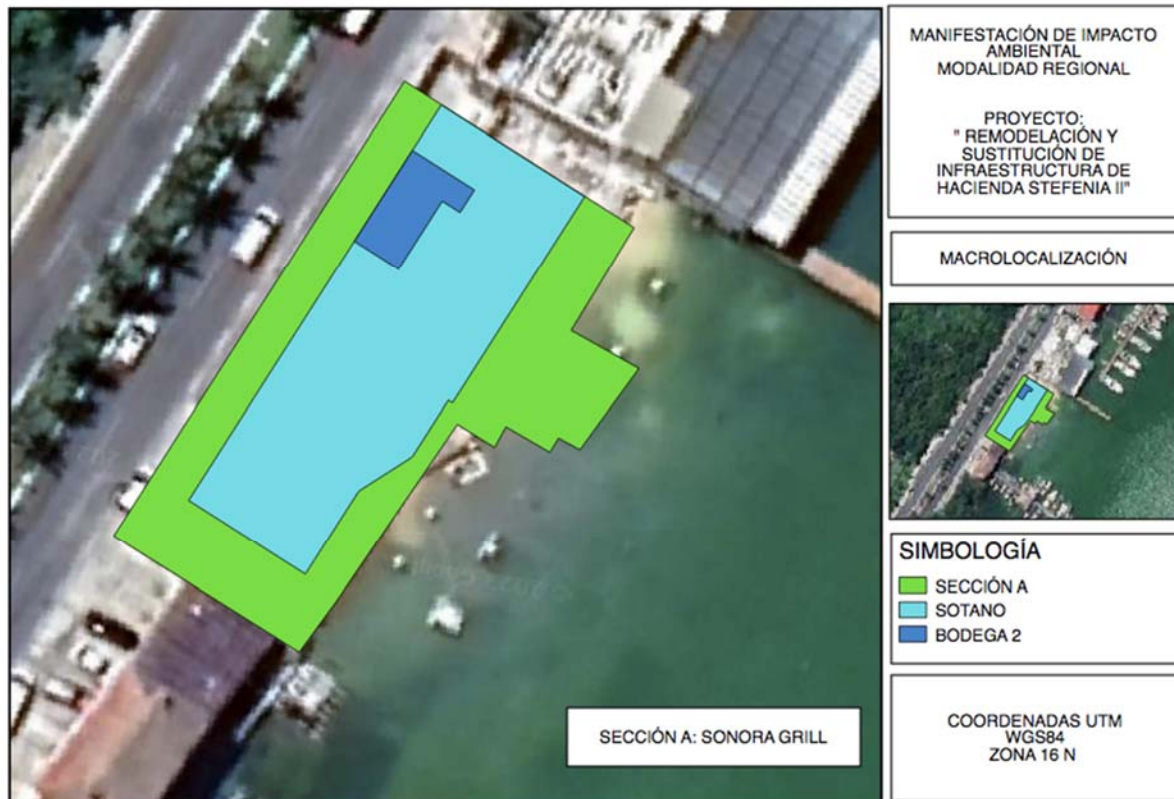 MANIFESTACIÓN DE IMPACTO
AMBIENTAL
MODALIDAD REGIONAL
PROYECTO:
" REMODELACIÓN Y
SUSTITUCIÓN DE
INFRAESTRUCTURA DE
HACIENDA STEFENIA II"
MACROLOCALIZACIÓN
SIMBOLOGÍA
SECCIÓN A
SOTANO
BODEGA 2
SECCIÓN A: SONORA GRILL
COORDENADAS UTM
WGS84
ZONA 16 N